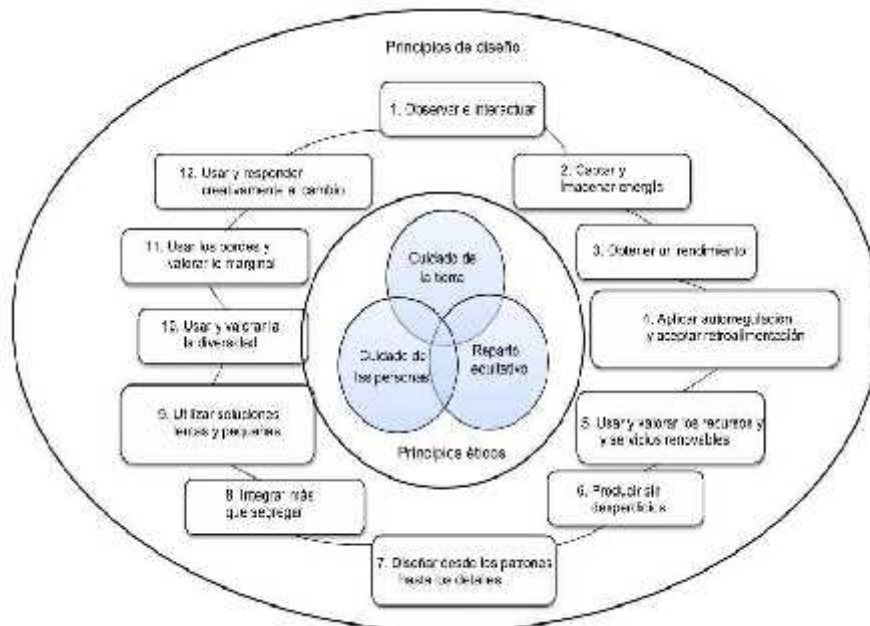 Principios de diseño
1. Observar e interactuar
2. Captar y
lmacenar energía
3. Obtener un rendimiento
4. Aplicar autorregulación
y aceptar retroalimentación
5. Usar y valorar los recursos y
y servicios renovables
6. Producir sin
desperdicios
7. Diseñar desde los patrones
hasta los detalles
8. Integrar más
que segregar
9. Utilizar soluciones
lentas y pequeñas
10. Usar y valorar la
la diversidad
11. Usar los bordes y
valorar lo marginal
12. Usar y responder
creativamente al cambio
Cuidado de
la tierra
Cuidado de
las personas
Reparto
equitativo
Principios éticos